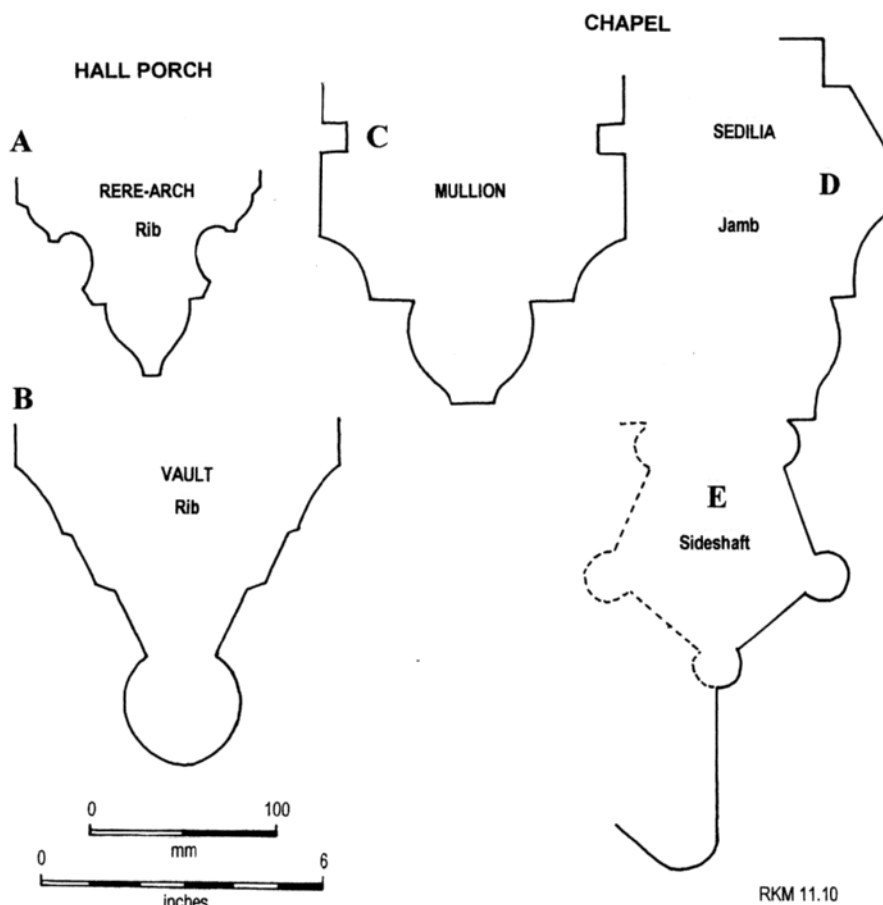 CHAPEL
HALL PORCH
A
RERE-ARCH
Rib
C
MULLION
SEDILIA
D
Jamb
B
VAULT
Rib
E
Sideshaft
0 100
mm
0 6
inches
RKM 11.10